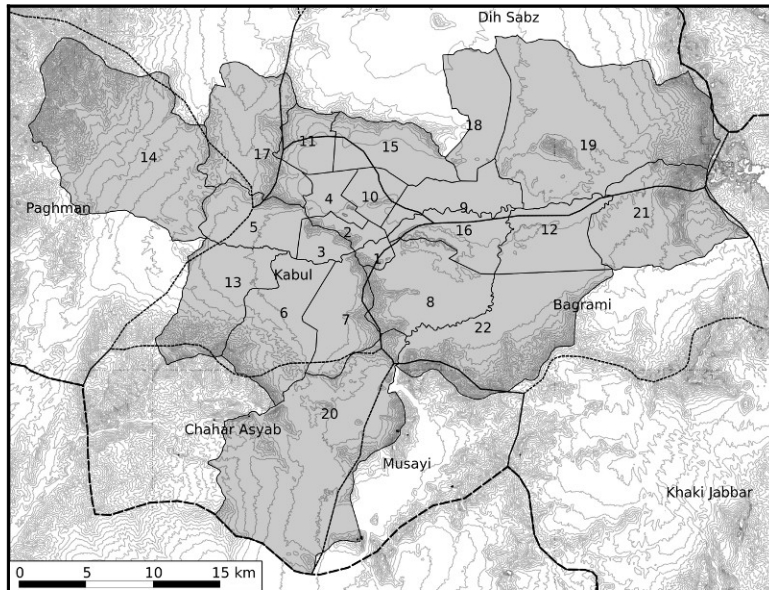 Dih Sabz
18
11
15
19
14
17
Paghman
4
10
9
21
5
2
16
12
3
1
13
Kabul
6
7
8
Bagrami
22
20
Chahar Asyab
Musayi
Khaki Jabbar
0 5 10 15 km